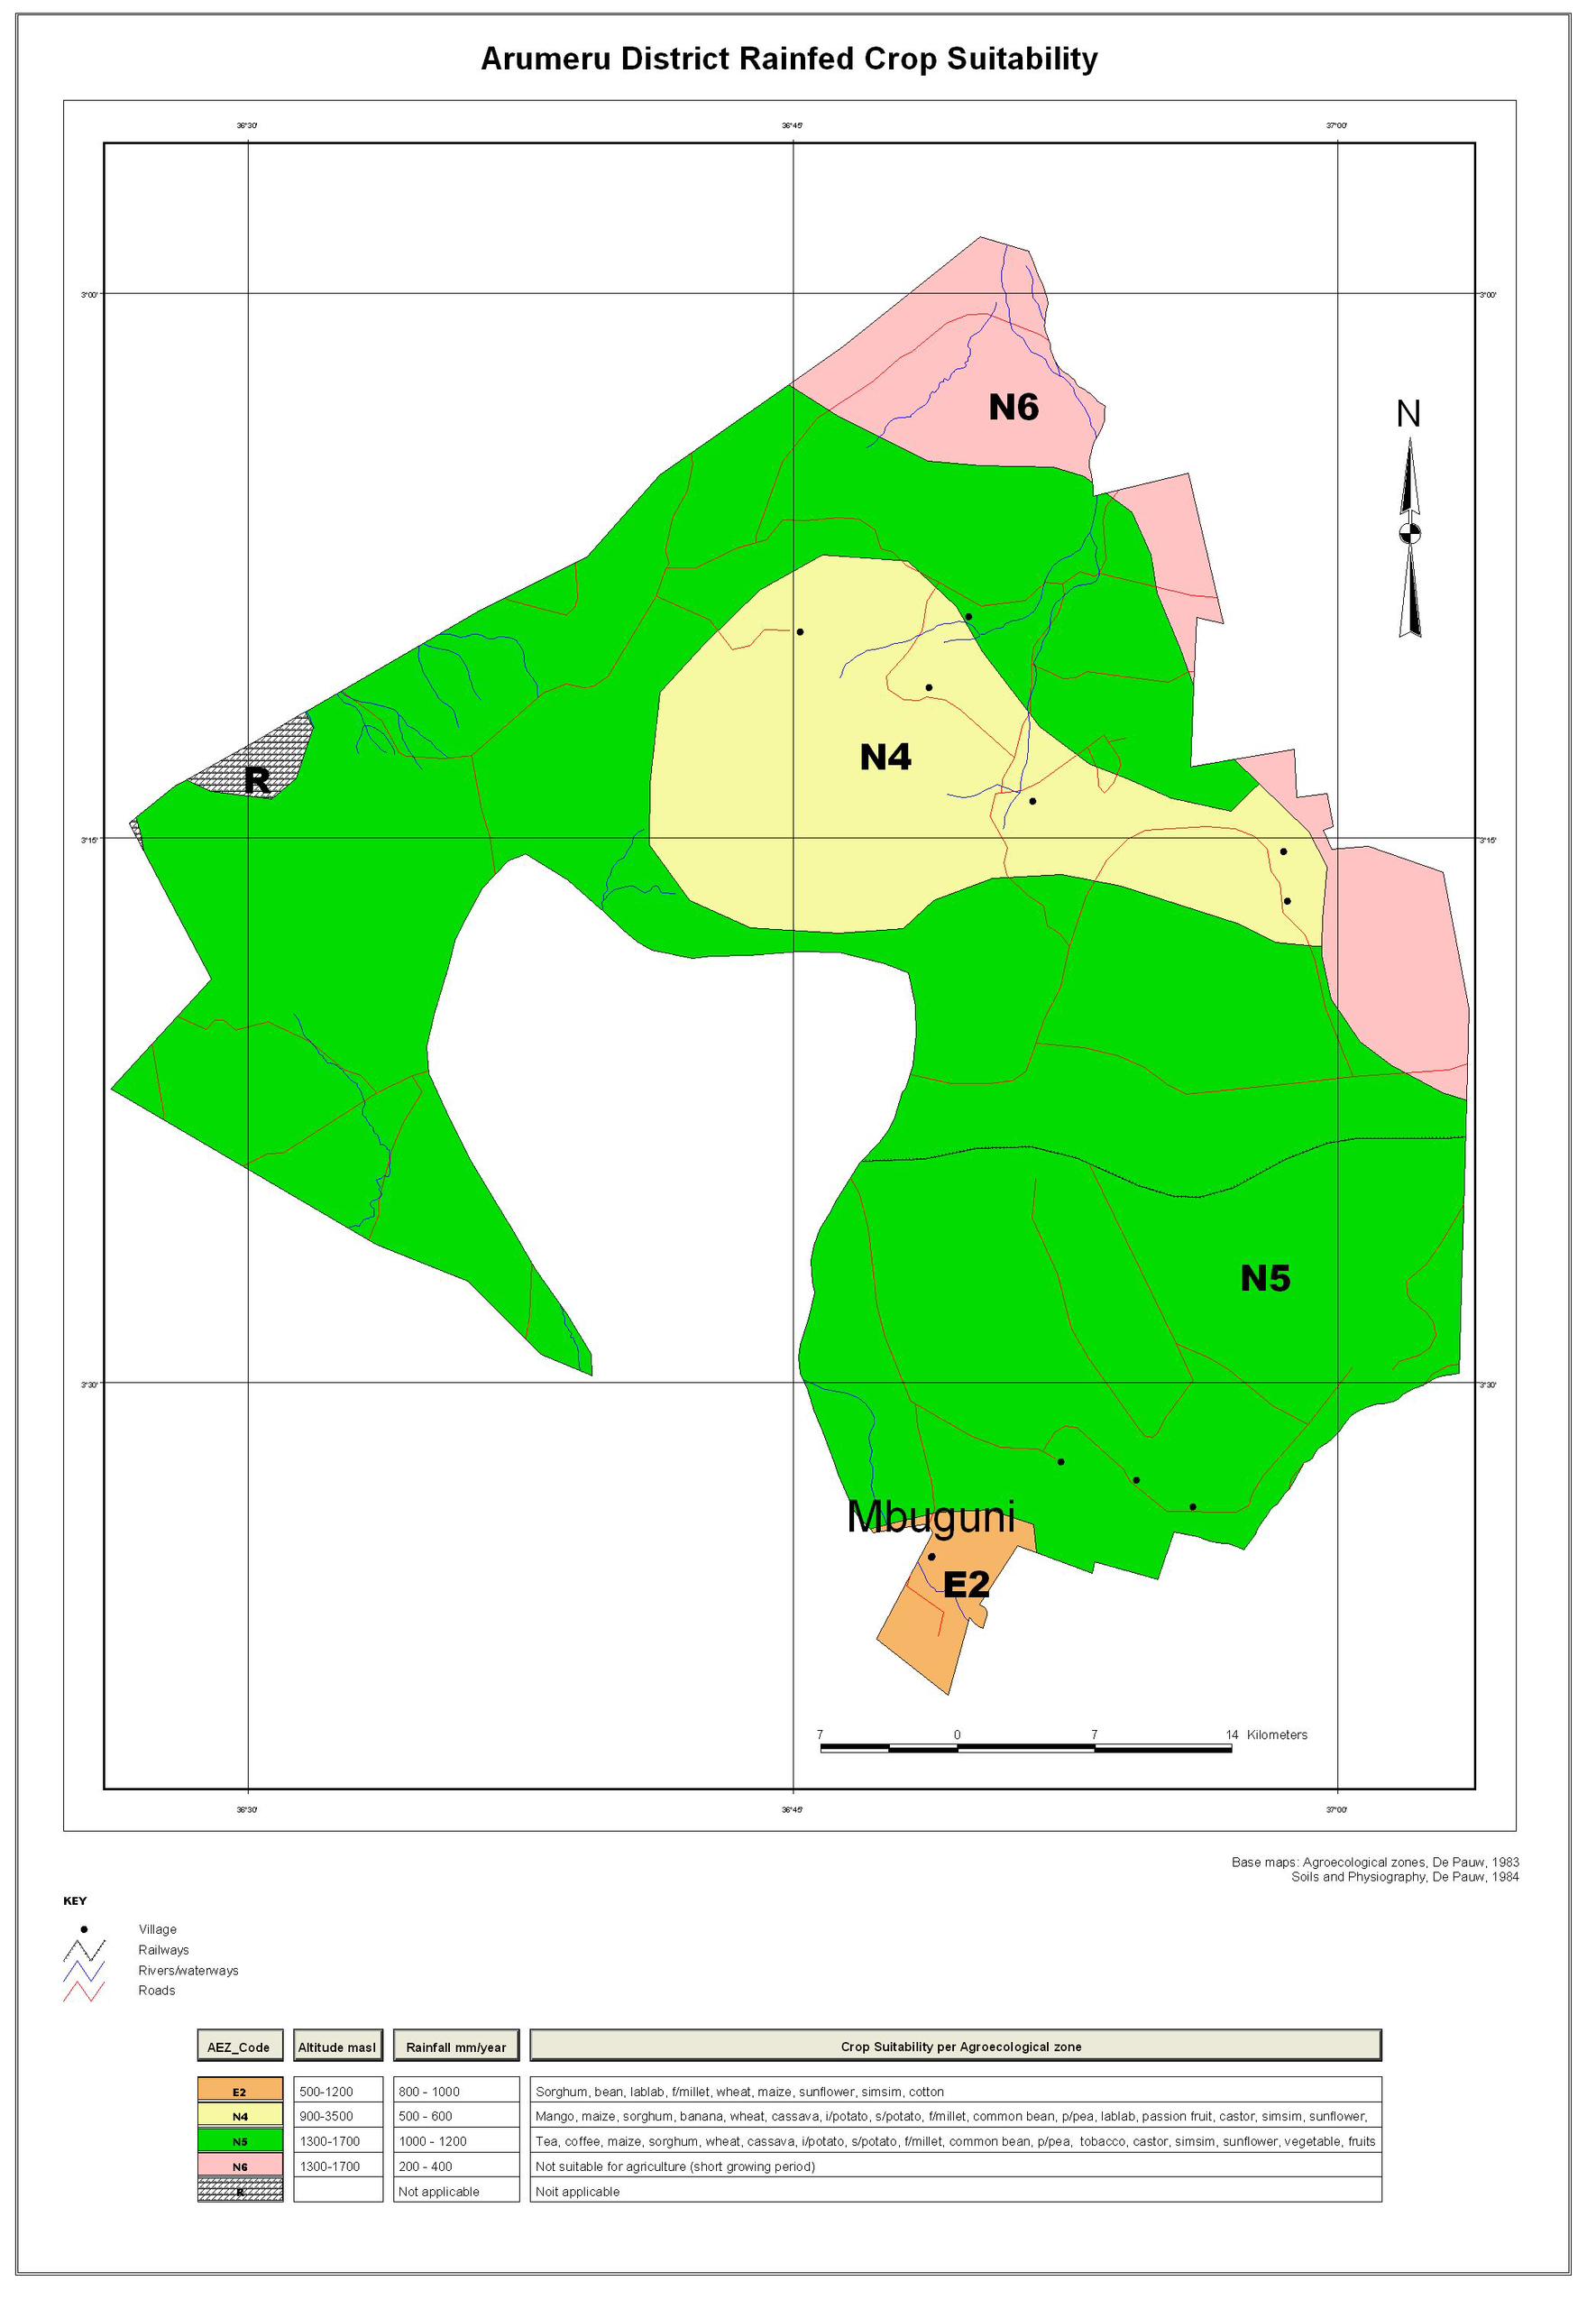 Arumeru District Rainfed Crop Suitability
36°30' 36°45' 37°00'
3°00' 3°00'
N6
N
N4
R
3°15' 3°15'
N5
3°30' 3°30'
Mbuguni
E2
7 0 7 14 Kilometers
36°30' 36°45' 37°00'
Base maps: Agroecological zones, De Pauw, 1983
Soils and Physiography, De Pauw, 1984
KEY
Village
Railways
Rivers/waterways
Roads
AEZ_Code Altitude masl Rainfall mm/year Crop Suitability per Agroecological zone
E2 500-1200 800 - 1000 Sorghum, bean, lablab, f/millet, wheat, maize, sunflower, simsim, cotton
N4 900-3500 500 - 600 Mango, maize, sorghum, banana, wheat, cassava, i/potato, s/potato, f/millet, common bean, p/pea, lablab, passion fruit, castor, simsim, sunflower,
N5 1300-1700 1000 - 1200 Tea, coffee, maize, sorghum, wheat, cassava, i/potato, s/potato, f/millet, common bean, p/pea, tobacco, castor, simsim, sunflower, vegetable, fruits
N6 1300-1700 200 - 400 Not suitable for agriculture (short growing period)
R Not applicable Noit applicable